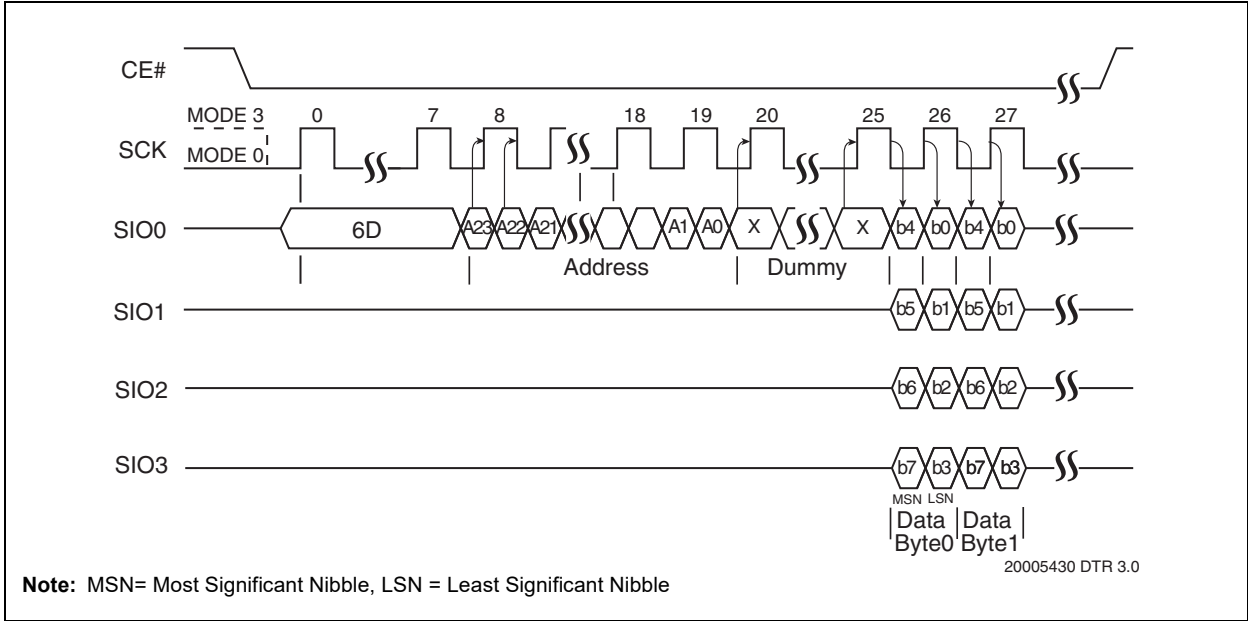 CE#
MODE 3 0 7 8 18 19 20 25 26 27
SCK
MODE 0
SIO0 6D A23 A22 A21 A1 A0 X X b4 b0 b4 b0
Address Dummy
SIO1 b5 b1 b5 b1
SIO2 b6 b2 b6 b2
SIO3 b7 b3 b7 b3
MSN LSN
Data Data
Byte0 Byte1
20005430 DTR 3.0
Note: MSN= Most Significant Nibble, LSN = Least Significant Nibble